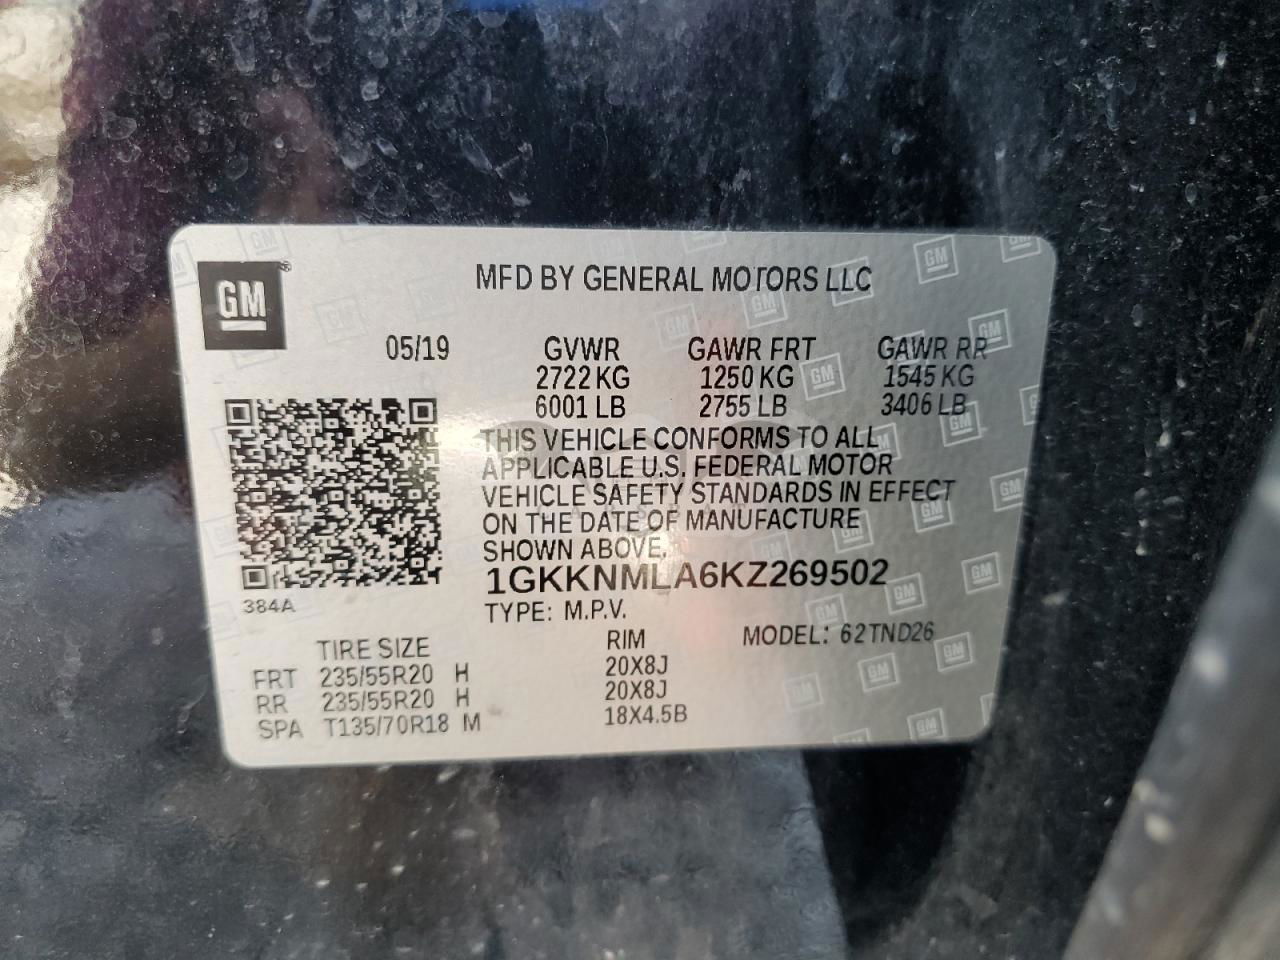 GM
MFD BY GENERAL MOTORS LLC
05/19 GVWR GAWR FRT GAWR RR
2722 KG 1250 KG 1545 KG
6001 LB 2755 LB 3406 LB
THIS VEHICLE CONFORMS TO ALL
APPLICABLE U.S. FEDERAL MOTOR
VEHICLE SAFETY STANDARDS IN EFFECT
ON THE DATE OF MANUFACTURE
SHOWN ABOVE.
1GKKNMLA6KZ269502
384A
TYPE: M.P.V.
TIRE SIZE RIM MODEL: 62TND26
FRT 235/55R20 H 20X8J
RR 235/55R20 H 20X8J
SPA T135/70R18 M 18X4.5B